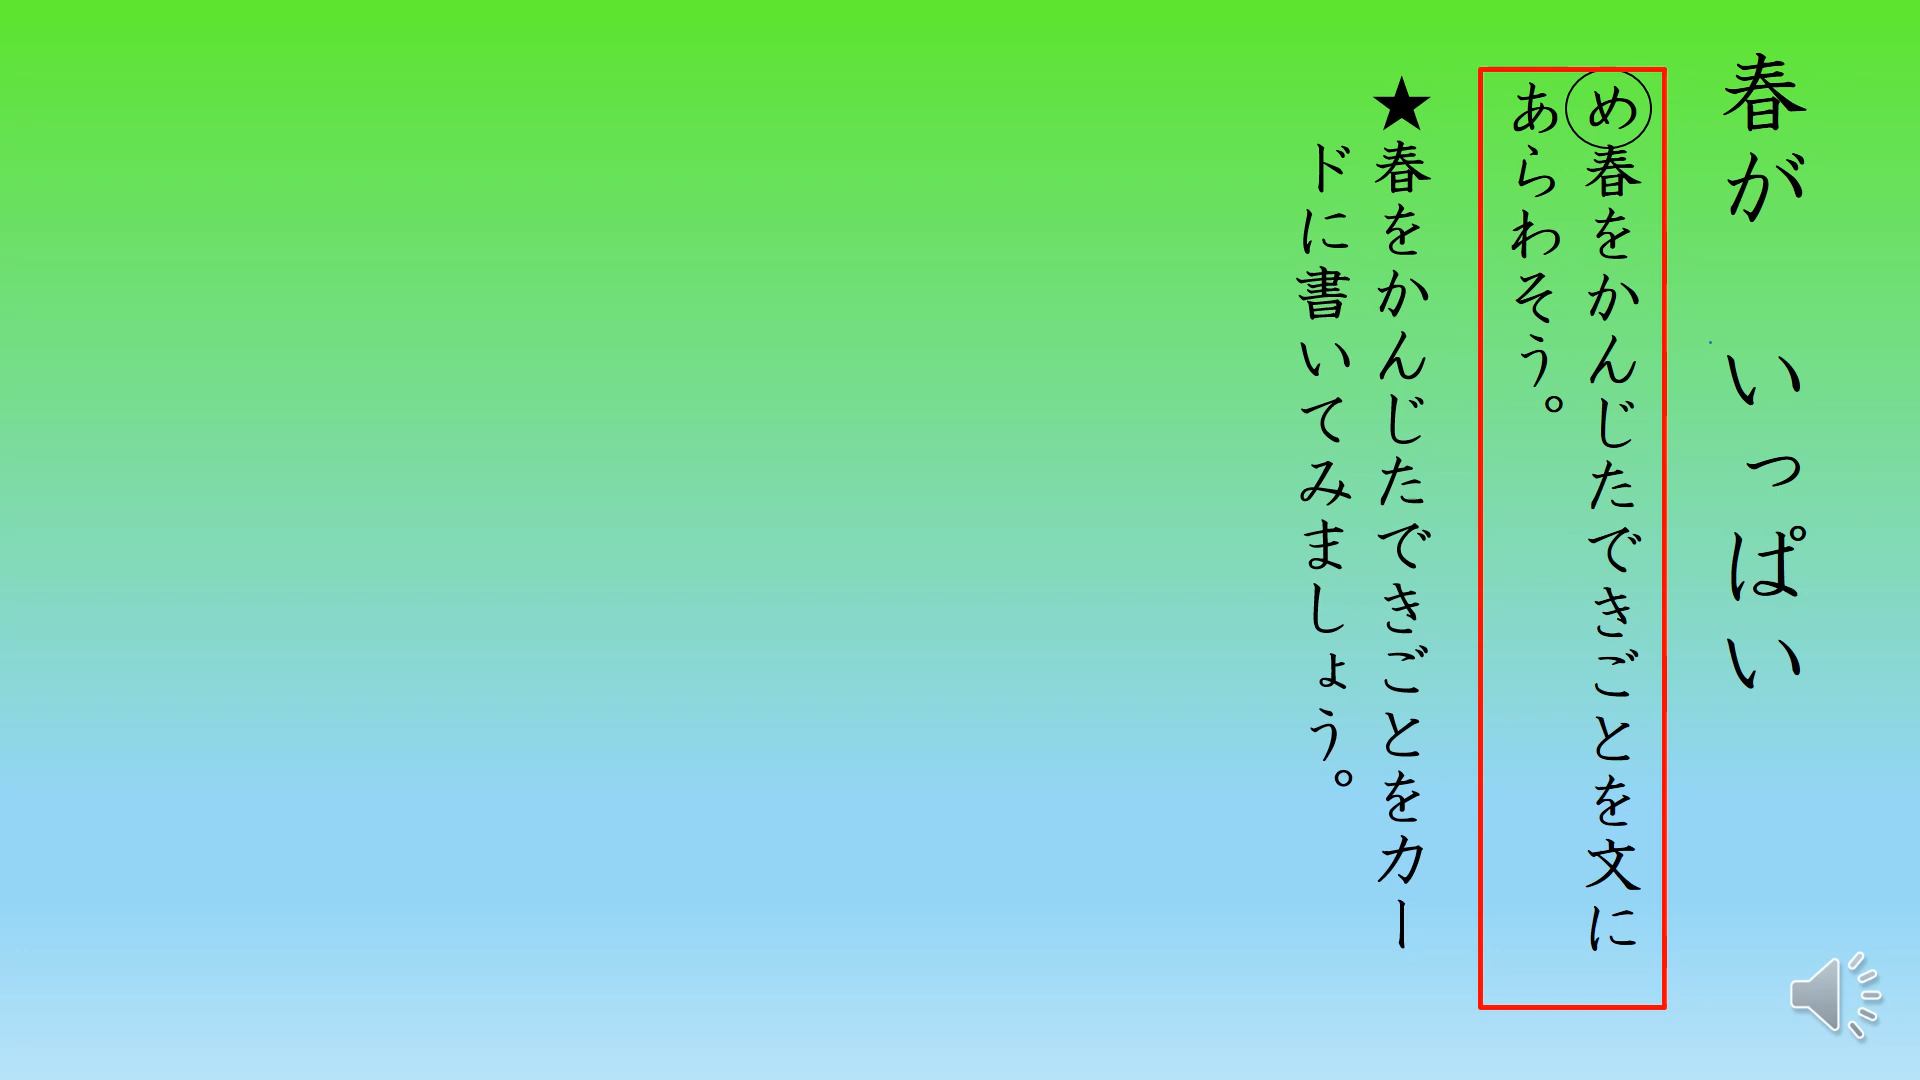 春が　いっぱい
め春をかんじたできごとを文に
あらわそう。
★春をかんじたできごとをカー
ドに書いてみましょう。